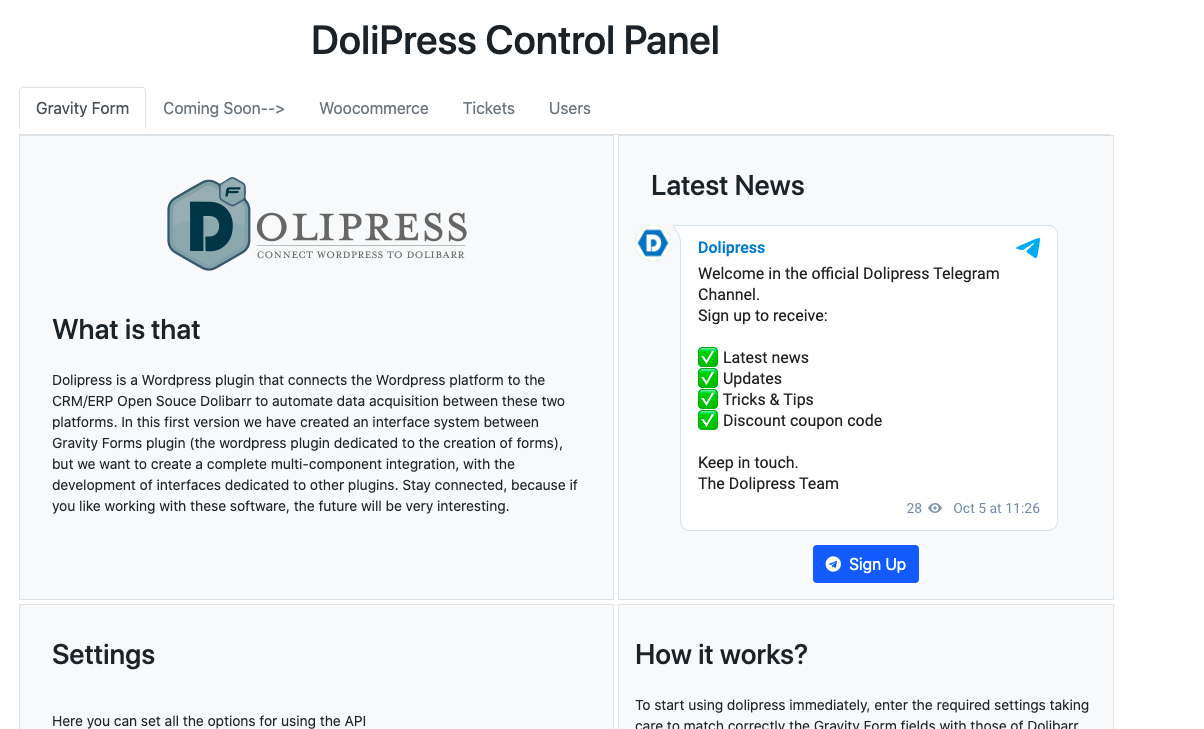 DoliPress Control Panel
Gravity Form
Coming Soon-->
Woocommerce
Tickets
Users
F
DOLIPRESS
CONNECT WORDPRESS TO DOLIBARR
What is that
Dolipress is a Wordpress plugin that connects the Wordpress platform to the
CRM/ERP Open Souce Dolibarr to automate data acquisition between these two
platforms. In this first version we have created an interface system between
Gravity Forms plugin (the wordpress plugin dedicated to the creation of forms),
but we want to create a complete multi-component integration, with the
development of interfaces dedicated to other plugins. Stay connected, because if
you like working with these software, the future will be very interesting.
Latest News
D
Dolipress
Welcome in the official Dolipress Telegram
Channel.
Sign up to receive:
✅ Latest news
✅ Updates
✅ Tricks & Tips
✅ Discount coupon code
Keep in touch.
The Dolipress Team
28 Oct 5 at 11:26
Sign Up
Settings
Here you can set all the options for using the API
How it works?
To start using dolipress immediately, enter the required settings taking
care to match correctly the Gravity Form fields with those of Dolibarr